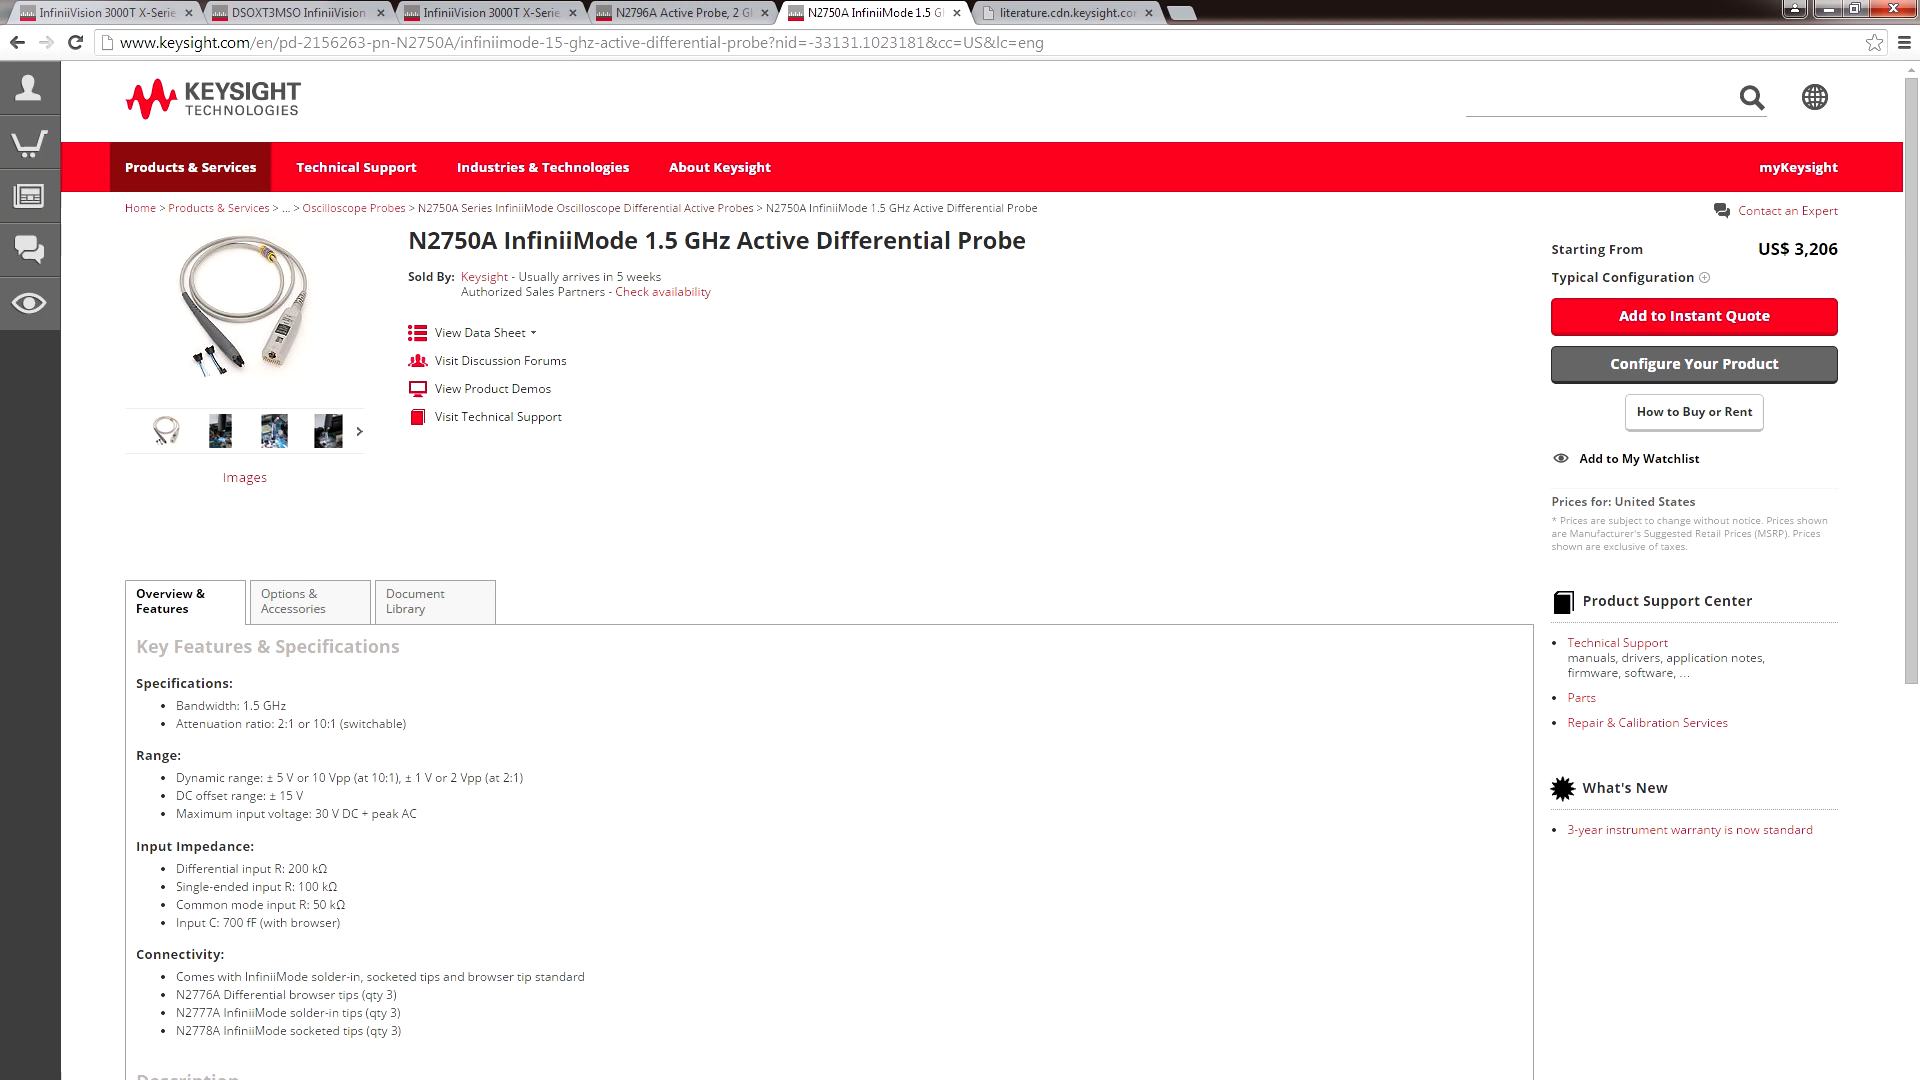 InfiniiVision 3000T X-Serie
DSOXT3MSO InfiniiVision
InfiniiVision 3000T X-Serie
N2796A Active Probe, 2 G
N2750A InfiniiMode 1.5 G
literature.cdn.keysight.co
www.keysight.com/en/pd-2156263-pn-N2750A/infiniimode-15-ghz-active-differential-probe?nid=-33131.1023181&cc=US&lc=eng
KEYSIGHT
TECHNOLOGIES
Products & Services
Technical Support
Industries & Technologies
About Keysight
myKeysight
Home > Products & Services > ... > Oscilloscope Probes > N2750A Series InfiniiMode Oscilloscope Differential Active Probes > N2750A InfiniiMode 1.5 GHz Active Differential Probe
Contact an Expert
N2750A InfiniiMode 1.5 GHz Active Differential Probe
Sold By: Keysight - Usually arrives in 5 weeks
Authorized Sales Partners - Check availability
View Data Sheet
Visit Discussion Forums
View Product Demos
Visit Technical Support
Images
Starting From US$ 3,206
Typical Configuration
Add to Instant Quote
Configure Your Product
How to Buy or Rent
Add to My Watchlist
Prices for: United States
* Prices are subject to change without notice. Prices shown
are Manufacturer's Suggested Retail Prices (MSRP). Prices
shown are exclusive of taxes.
Overview &
Features
Options &
Accessories
Document
Library
Key Features & Specifications
Specifications:
• Bandwidth: 1.5 GHz
• Attenuation ratio: 2:1 or 10:1 (switchable)
Range:
• Dynamic range: ± 5 V or 10 Vpp (at 10:1), ± 1 V or 2 Vpp (at 2:1)
• DC offset range: ± 15 V
• Maximum input voltage: 30 V DC + peak AC
Input Impedance:
• Differential input R: 200 kΩ
• Single-ended input R: 100 kΩ
• Common mode input R: 50 kΩ
• Input C: 700 fF (with browser)
Connectivity:
• Comes with InfiniiMode solder-in, socketed tips and browser tip standard
• N2776A Differential browser tips (qty 3)
• N2777A InfiniiMode solder-in tips (qty 3)
• N2778A InfiniiMode socketed tips (qty 3)
Description
Product Support Center
• Technical Support
manuals, drivers, application notes,
firmware, software, ...
• Parts
• Repair & Calibration Services
What's New
• 3-year instrument warranty is now standard